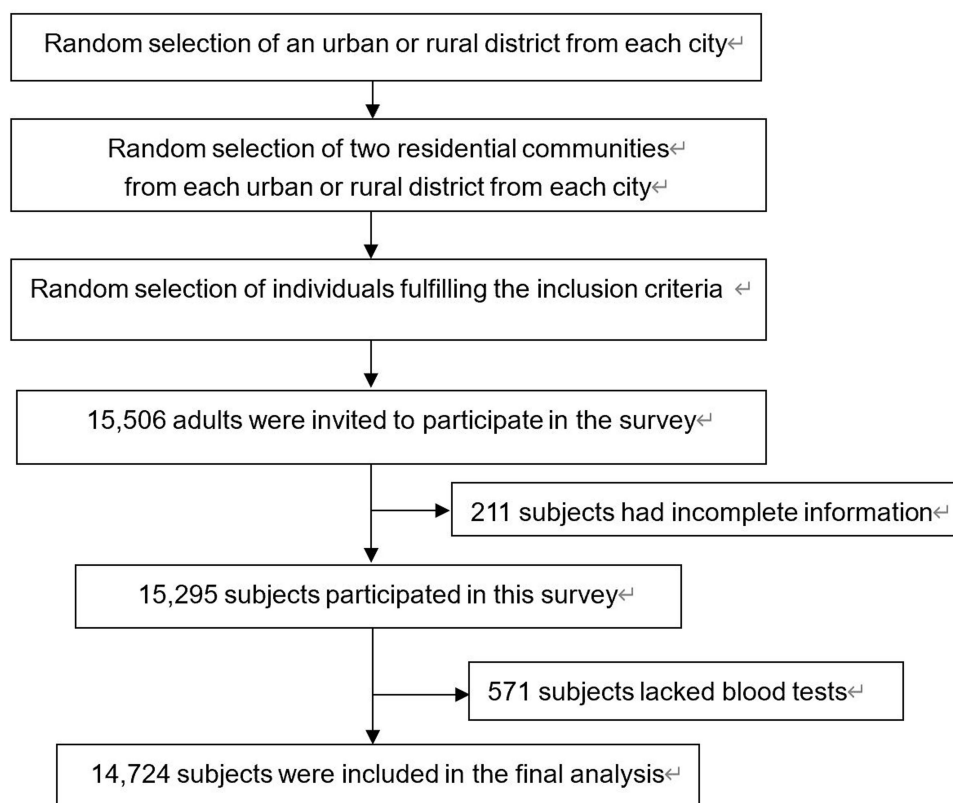 Random selection of an urban or rural district from each city↵
Random selection of two residential communities↵
from each urban or rural district from each city↵
Random selection of individuals fulfilling the inclusion criteria ↵
15,506 adults were invited to participate in the survey↵
211 subjects had incomplete information↵
15,295 subjects participated in this survey↵
571 subjects lacked blood tests↵
14,724 subjects were included in the final analysis↵